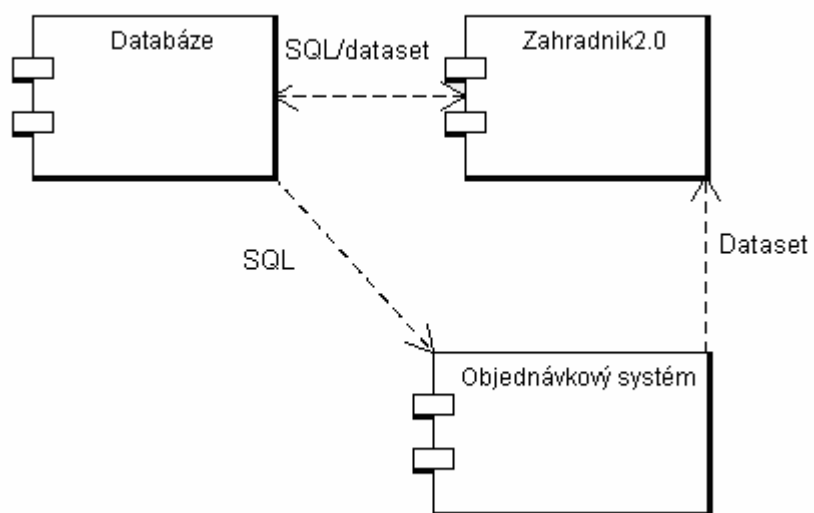 Databáze
SQL/dataset
Zahradnik2.0
SQL
Dataset
Objednávkový systém